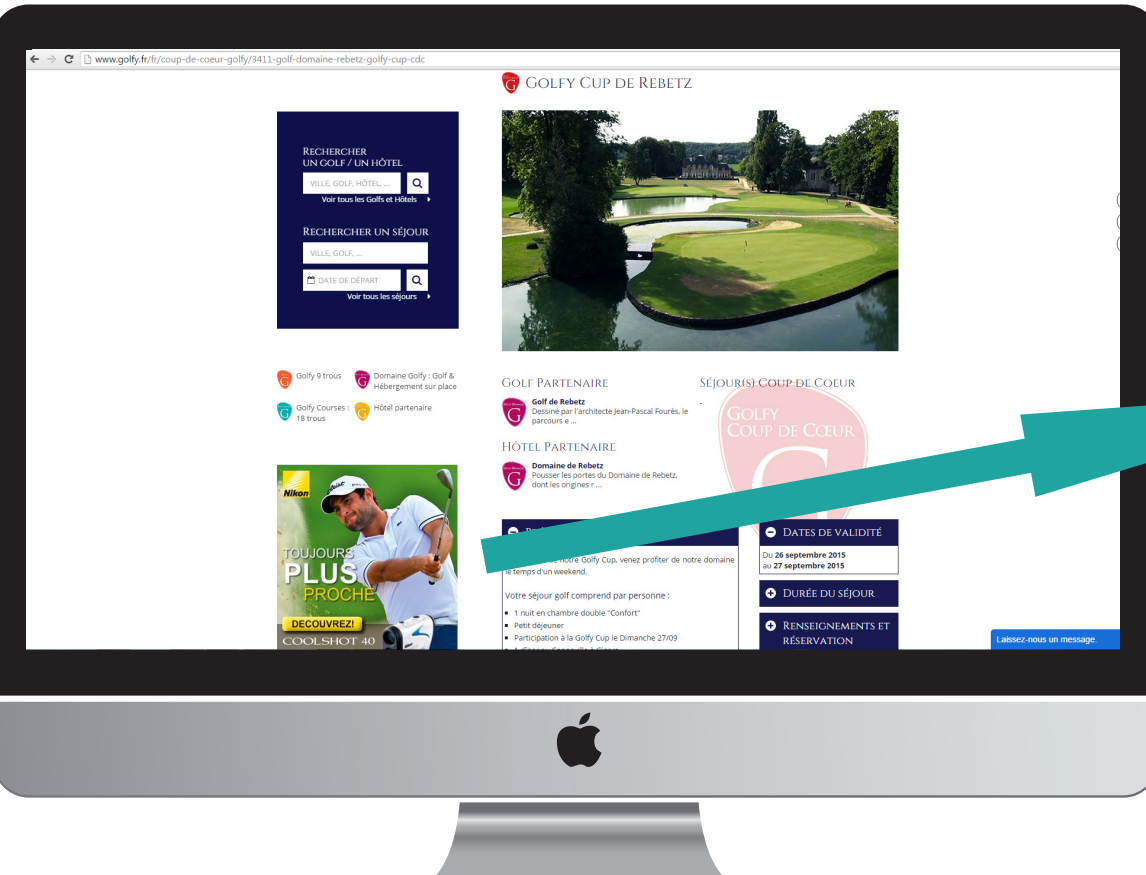 www.golfy.fr/fr/coup-de-coeur-golfy/3411-golf-domaine-rebetz-golfy-cup-cdc
G
GOLFY CUP DE REBETZ
RECHERCHER
UN GOLF / UN HÔTEL
VILLE, GOLF, HÔTEL, ...
Voir tous les Golfs et Hôtels
RECHERCHER UN SÉJOUR
VILLE, GOLF, ...
DATE DE DÉPART
Voir tous les séjours
G
Golfy 9 trous
G
Domaine Golfy : Golf &
Hébergement sur place
G
Golfy Courses :
18 trous
G
Hôtel partenaire
Nikon
TOUJOURS
PLUS
PROCHE
DECOUVREZ!
COOLSHOT 40
GOLF PARTENAIRE
G
Golf de Rebetz
Dessiné par l'architecte Jean-Pascal Fourès, le
parcours e ...
HÔTEL PARTENAIRE
G
Domaine de Rebetz
Pousser les portes du Domaine de Rebetz,
dont les origines r ...
SÉJOUR(S) COUP DE COEUR
-
GOLFY
COUP DE CŒUR
G
notre Golfy Cup, venez profiter de notre domaine
le temps d'un weekend.
Votre séjour golf comprend par personne :
1 nuit en chambre double "Confort"
Petit déjeuner
Participation à la Golfy Cup le Dimanche 27/09
DATES DE VALIDITÉ
Du 26 septembre 2015
au 27 septembre 2015
DURÉE DU SÉJOUR
RENSEIGNEMENTS ET
RÉSERVATION
Laissez-nous un message.